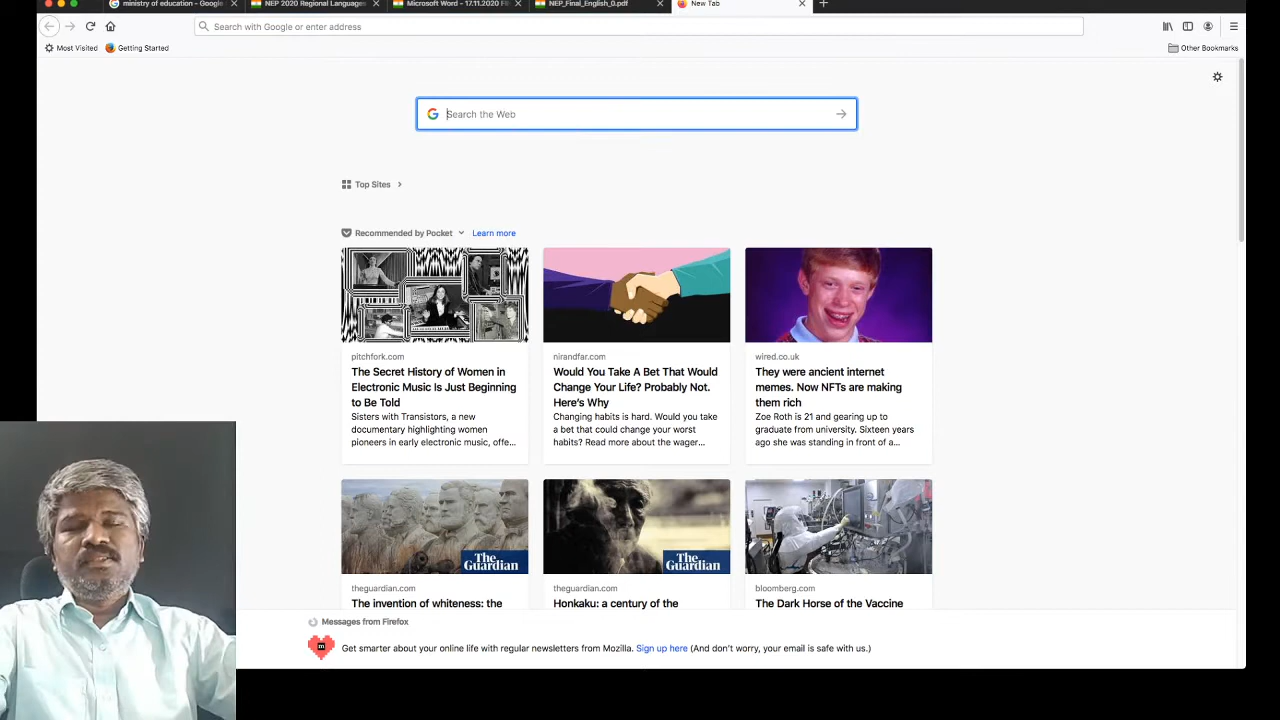 ministry of education - Google
NEP 2020 Regional Languages
Microsoft Word - 17.11.2020
NEP_Final_English_0.pdf
New Tab
Search with Google or enter address
Most Visited
Getting Started
Other Bookmarks
Search the Web
Top Sites
Recommended by Pocket
Learn more
pitchfork.com
The Secret History of Women in
Electronic Music Is Just Beginning
to Be Told
Sisters with Transistors, a new
documentary highlighting women
pioneers in early electronic music, offe...
nirandfar.com
Would You Take A Bet That Would
Change Your Life? Probably Not.
Here's Why
Changing habits is hard. Would you take
a bet that could change your worst
habits? Read more about the wager...
wired.co.uk
They were ancient internet
memes. Now NFTs are making
them rich
Zoe Roth is 21 and gearing up to
graduate from university. Sixteen years
ago she was standing in front of a...
The
Guardian
theguardian.com
The invention of whiteness: the
The
Guardian
theguardian.com
Honkaku: a century of the
bloomberg.com
The Dark Horse of the Vaccine
Messages from Firefox
Get smarter about your online life with regular newsletters from Mozilla. Sign up here (And don't worry, your email is safe with us.)